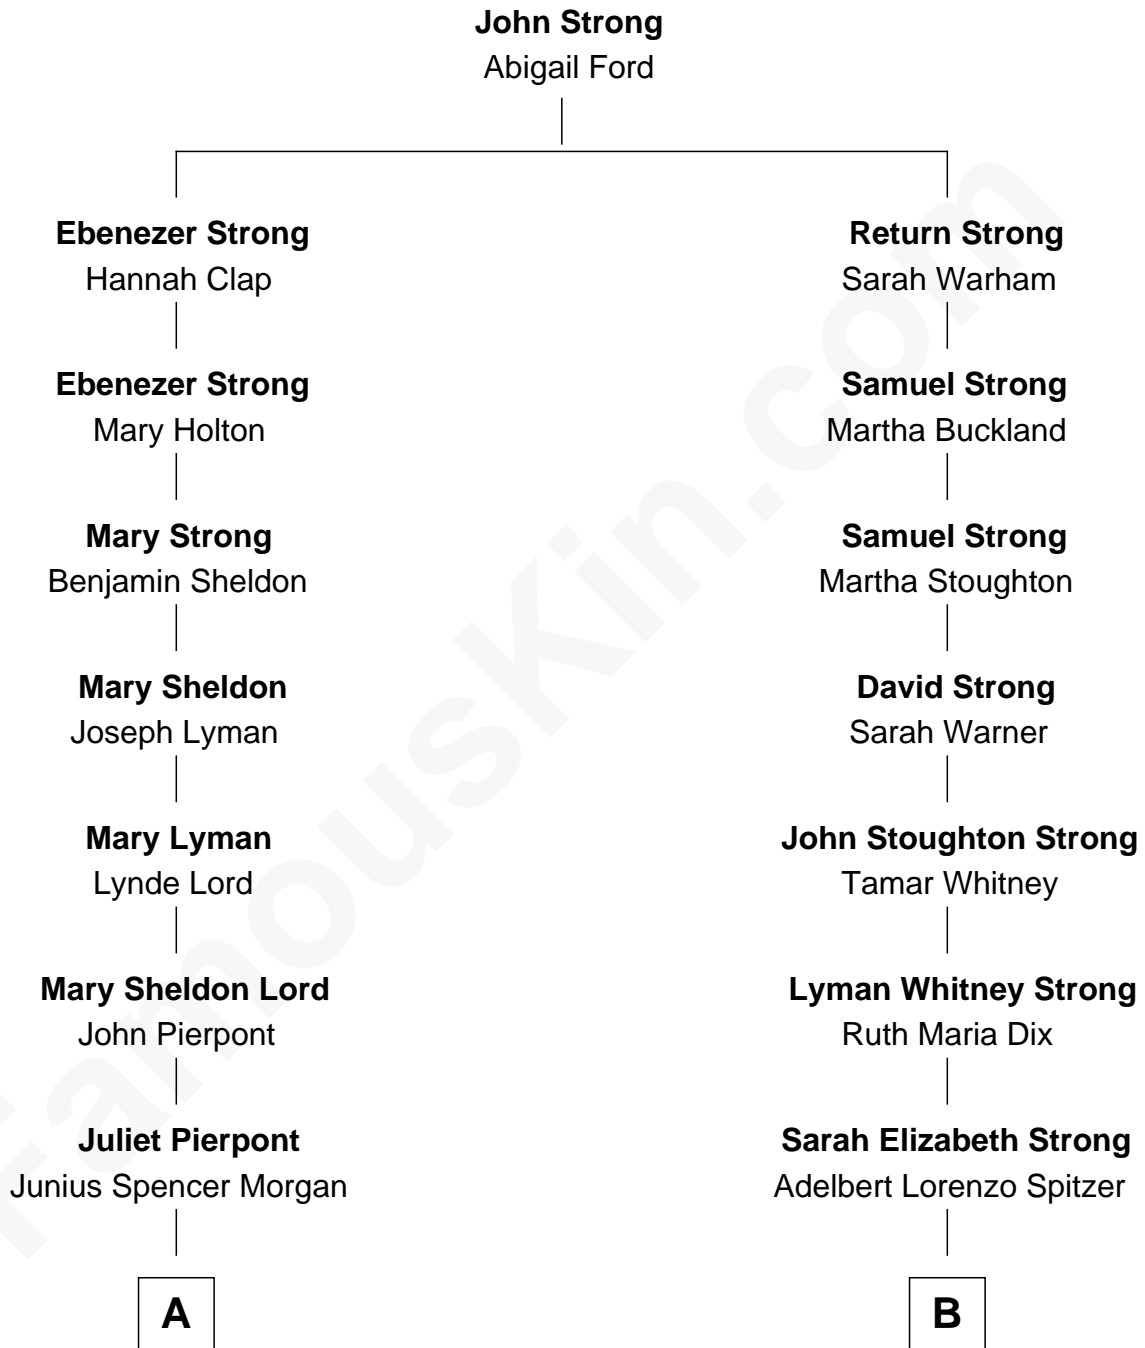 John Strong
Abigail Ford
Ebenezer Strong
Hannah Clap
Return Strong
Sarah Warham
Ebenezer Strong
Mary Holton
Samuel Strong
Martha Buckland
Mary Strong
Benjamin Sheldon
Samuel Strong
Martha Stoughton
Mary Sheldon
Joseph Lyman
David Strong
Sarah Warner
Mary Lyman
Lynde Lord
John Stoughton Strong
Tamar Whitney
Mary Sheldon Lord
John Pierpont
Lyman Whitney Strong
Ruth Maria Dix
Juliet Pierpont
Junius Spencer Morgan
Sarah Elizabeth Strong
Adelbert Lorenzo Spitzer
A
B
FamousKin.com